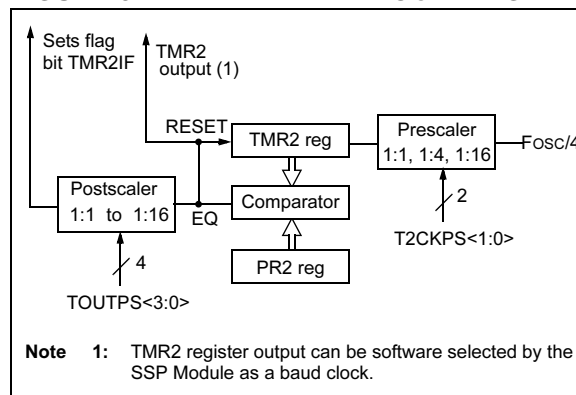 Sets flag
bit TMR2IF
TMR2
output (1)
RESET
TMR2 reg
Prescaler
1:1, 1:4, 1:16
FOSC/4
Postscaler
1:1 to 1:16
EQ
Comparator
2
T2CKPS<1:0>
4
PR2 reg
TOUTPS<3:0>
Note 1: TMR2 register output can be software selected by the
SSP Module as a baud clock.